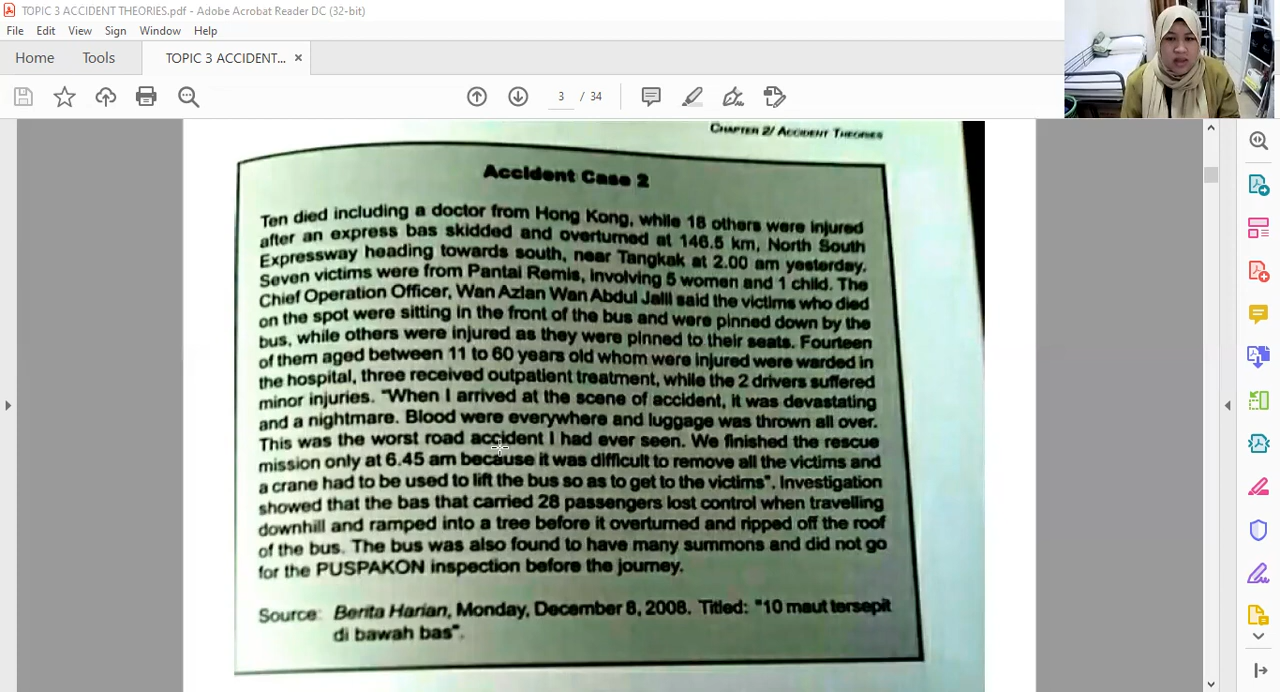 TOPIC 3 ACCIDENT THEORIES.pdf - Adobe Acrobat Reader DC (32-bit)
File Edit View Sign Window Help
Home Tools TOPIC 3 ACCIDENT... ×
3 / 34
CHAPTER 2/ ACCIDENT THEORIES
Accident Case 2
Ten died including a doctor from Hong Kong, while 18 others were injured
after an express bas skidded and overturned at 146.5 km, North South
Expressway heading towards south, near Tangkak at 2.00 am yesterday.
Seven victims were from Pantai Remis, involving 5 women and 1 child. The
Chief Operation Officer, Wan Azlan Wan Abdul Jalil said the victims who died
on the spot were sitting in the front of the bus and were pinned down by the
bus, while others were injured as they were pinned to their seats. Fourteen
of them aged between 11 to 60 years old whom were injured were warded in
the hospital, three received outpatient treatment, while the 2 drivers suffered
minor injuries. "When I arrived at the scene of accident, it was devastating
and a nightmare. Blood were everywhere and luggage was thrown all over.
This was the worst road accident I had ever seen. We finished the rescue
mission only at 6.45 am because it was difficult to remove all the victims and
a crane had to be used to lift the bus so as to get to the victims". Investigation
showed that the bas that carried 28 passengers lost control when travelling
downhill and ramped into a tree before it overturned and ripped off the roof
of the bus. The bus was also found to have many summons and did not go
for the PUSPAKON inspection before the journey.
Source: Berita Harian, Monday, December 8, 2008. Titled: "10 maut tersepit
di bawah bas".